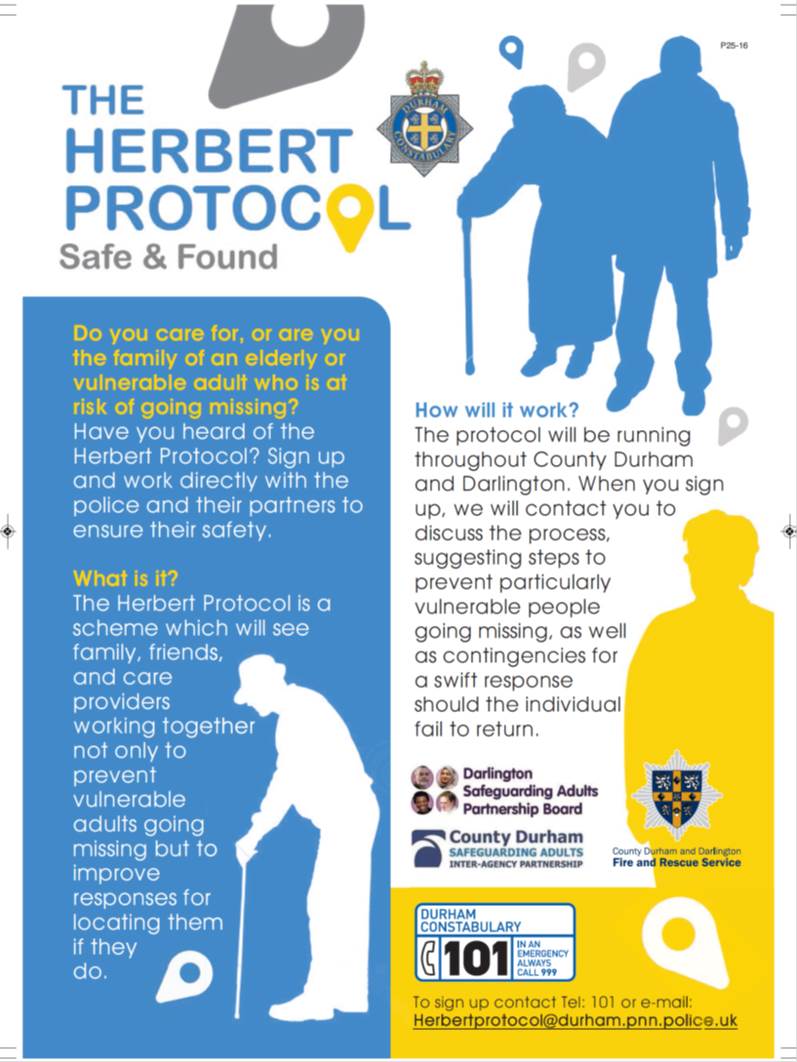 P25-16
THE
HERBERT
PROTOCOL
Safe & Found
DURHAM
CONSTABULARY
Do you care for, or are you
the family of an elderly or
vulnerable adult who is at
risk of going missing?
Have you heard of the
Herbert Protocol? Sign up
and work directly with the
police and their partners to
ensure their safety.
What is it?
The Herbert Protocol is a
scheme which will see
family, friends,
and care
providers
working together
not only to
prevent
vulnerable
adults going
missing but to
improve
responses for
locating them
if they
do.
How will it work?
The protocol will be running
throughout County Durham
and Darlington. When you sign
up, we will contact you to
discuss the process,
suggesting steps to
prevent particularly
vulnerable people
going missing, as well
as contingencies for
a swift response
should the individual
fail to return.
Darlington
Safeguarding Adults
Partnership Board
County Durham
SAFEGUARDING ADULTS
INTER-AGENCY PARTNERSHIP
County Durham and Darlington
Fire and Rescue Service
DURHAM
CONSTABULARY
101
IN AN
EMERGENCY
ALWAYS
CALL 999
To sign up contact Tel: 101 or e-mail:
Herbertprotocol@durham.pnn.police.uk